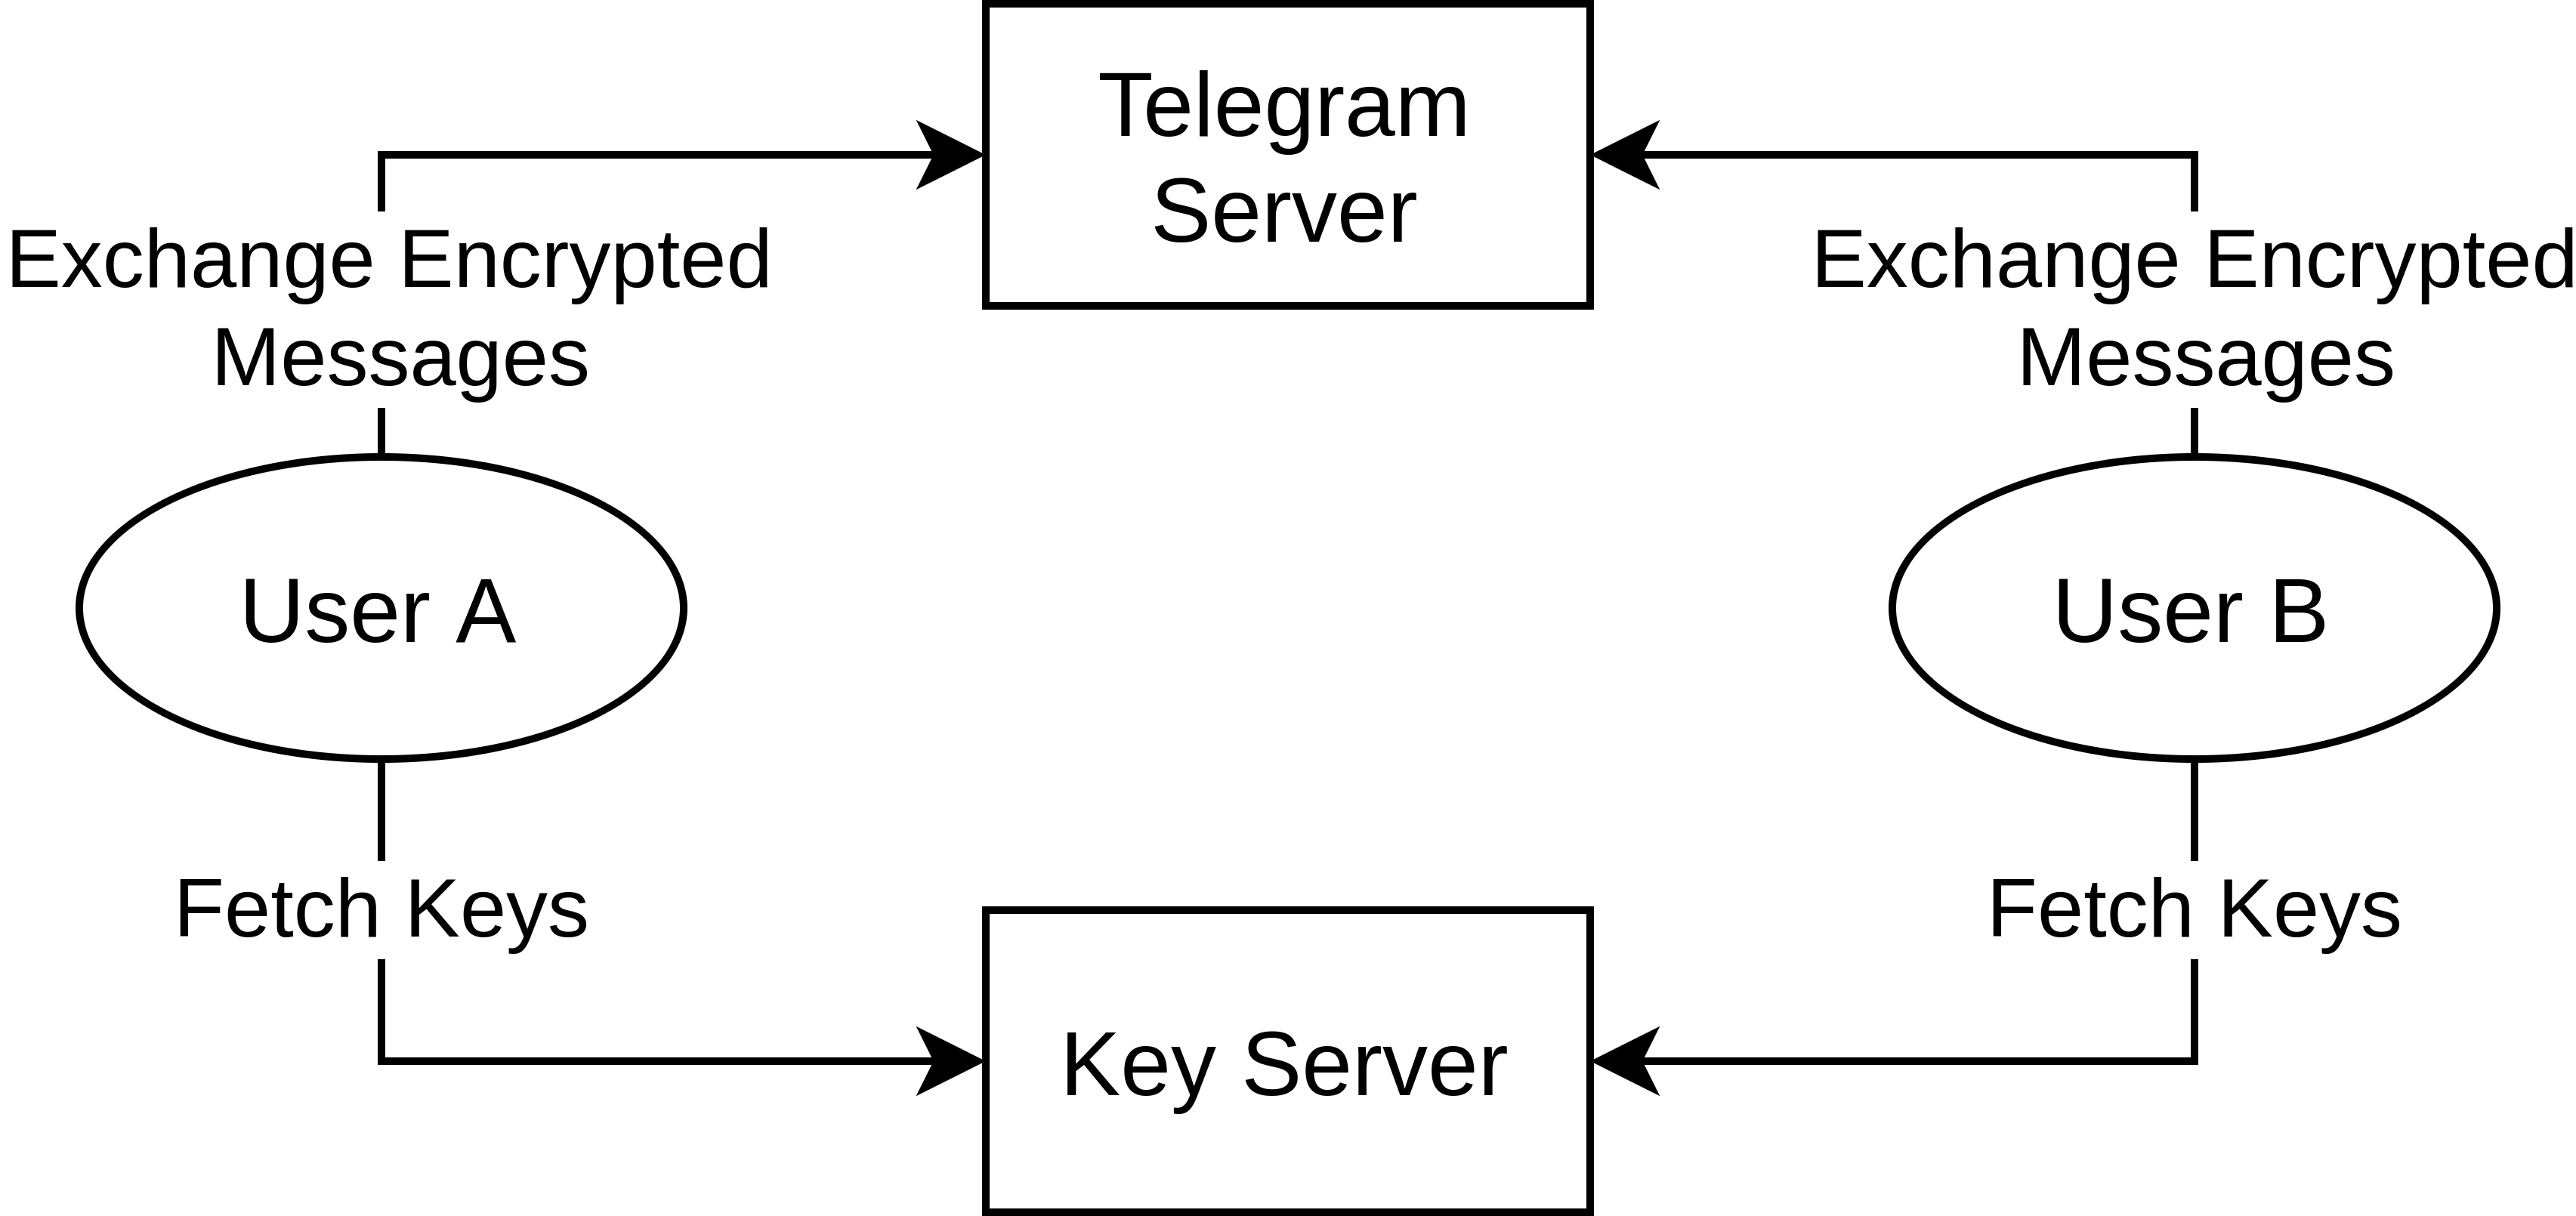 Telegram
Server
Exchange Encrypted
Messages
Exchange Encrypted
Messages
User A
User B
Fetch Keys
Fetch Keys
Key Server